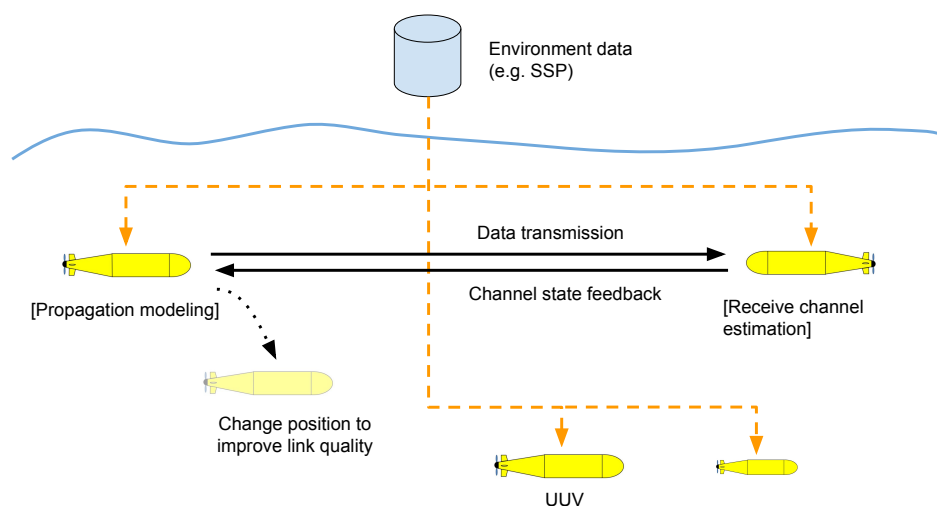 Environment data
(e.g. SSP)
Data transmission
Channel state feedback
[Propagation modeling]
[Receive channel
estimation]
Change position to
improve link quality
UUV